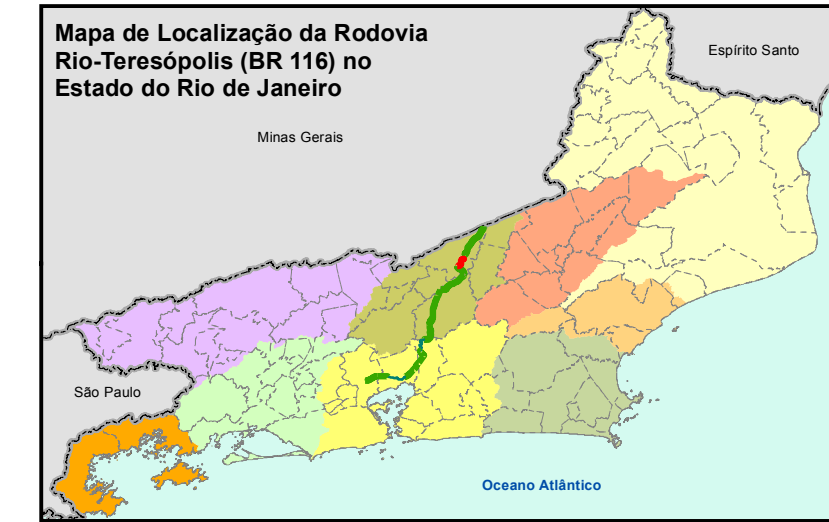 Mapa de Localização da Rodovia
Rio-Teresópolis (BR 116) no
Estado do Rio de Janeiro
Espírito Santo
Minas Gerais
São Paulo
Oceano Atlântico